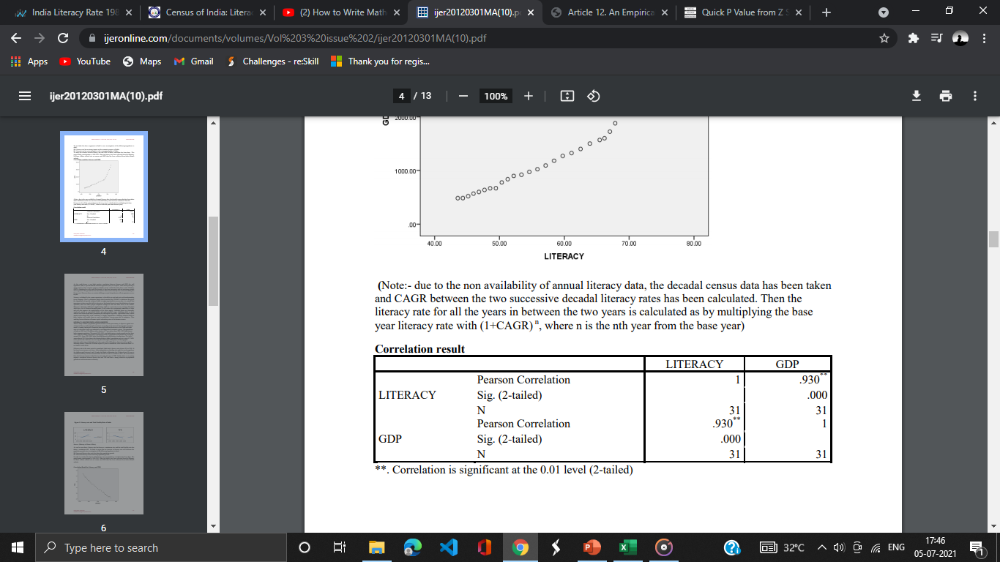 India Literacy Rate 198
Census of India: Literac
(2) How to Write Math
ijer20120301MA(10).p
Article 12. An Empirica
Quick P Value from Z S
ijeronline.com/documents/volumes/Vol%203%20issue%202/ijer20120301MA(10).pdf
Apps YouTube Maps Gmail Challenges - re:Skill Thank you for regis...
ijer20120301MA(10).pdf 4 / 13 100%
4
5
6
GD
2000.00
1000.00
.00
40.00 50.00 60.00 70.00 80.00
LITERACY
(Note:- due to the non availability of annual literacy data, the decadal census data has been taken
and CAGR between the two successive decadal literacy rates has been calculated. Then the
literacy rate for all the years in between the two years is calculated as by multiplying the base
year literacy rate with (1+CAGR) n, where n is the nth year from the base year)
Correlation result
LITERACY GDP
Pearson Correlation 1 .930**
LITERACY Sig. (2-tailed) .000
N 31 31
Pearson Correlation .930** 1
GDP Sig. (2-tailed) .000
N 31 31
**. Correlation is significant at the 0.01 level (2-tailed)
Type here to search
32°C ENG
17:46
05-07-2021
1